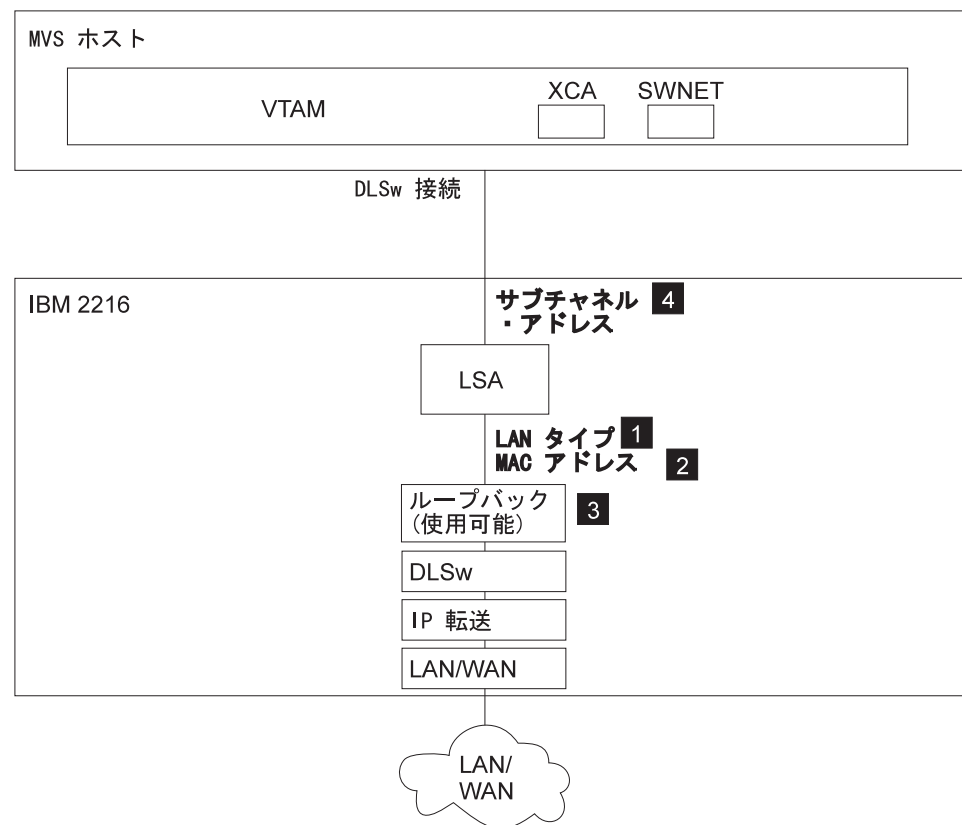 MVS ホスト
VTAM
XCA
SWNET
DLSw 接続
IBM 2216
サブチャネル 4
・アドレス
LSA
LAN タイプ 1
MAC アドレス 2
ループバック
(使用可能) 3
DLSw
IP 転送
LAN/WAN
LAN/
WAN